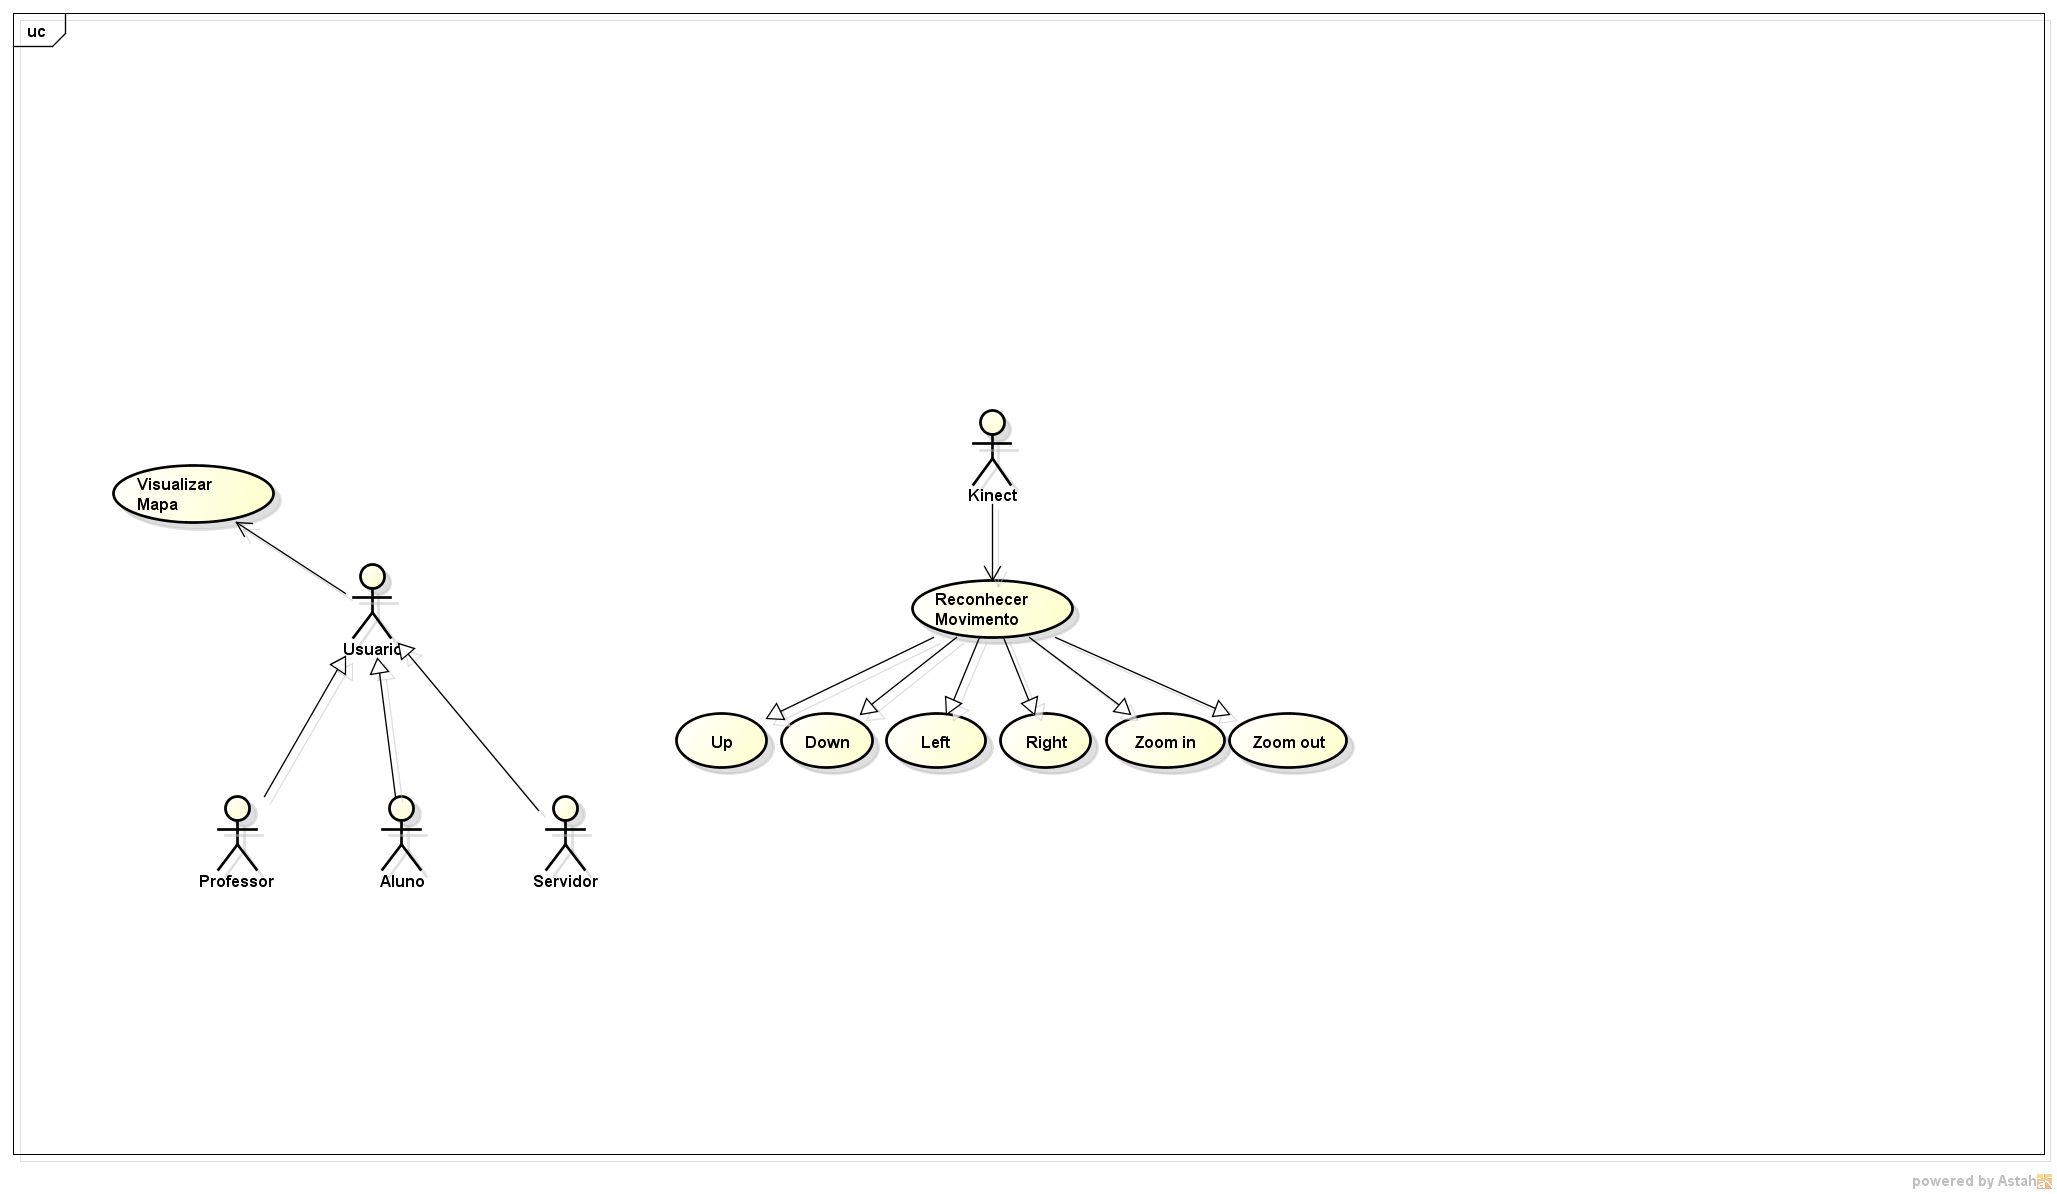 uc
Kinect
Visualizar
Mapa
Reconhecer
Movimento
Usuario
Up
Down
Left
Right
Zoom in
Zoom out
Professor
Aluno
Servidor
powered by Astah